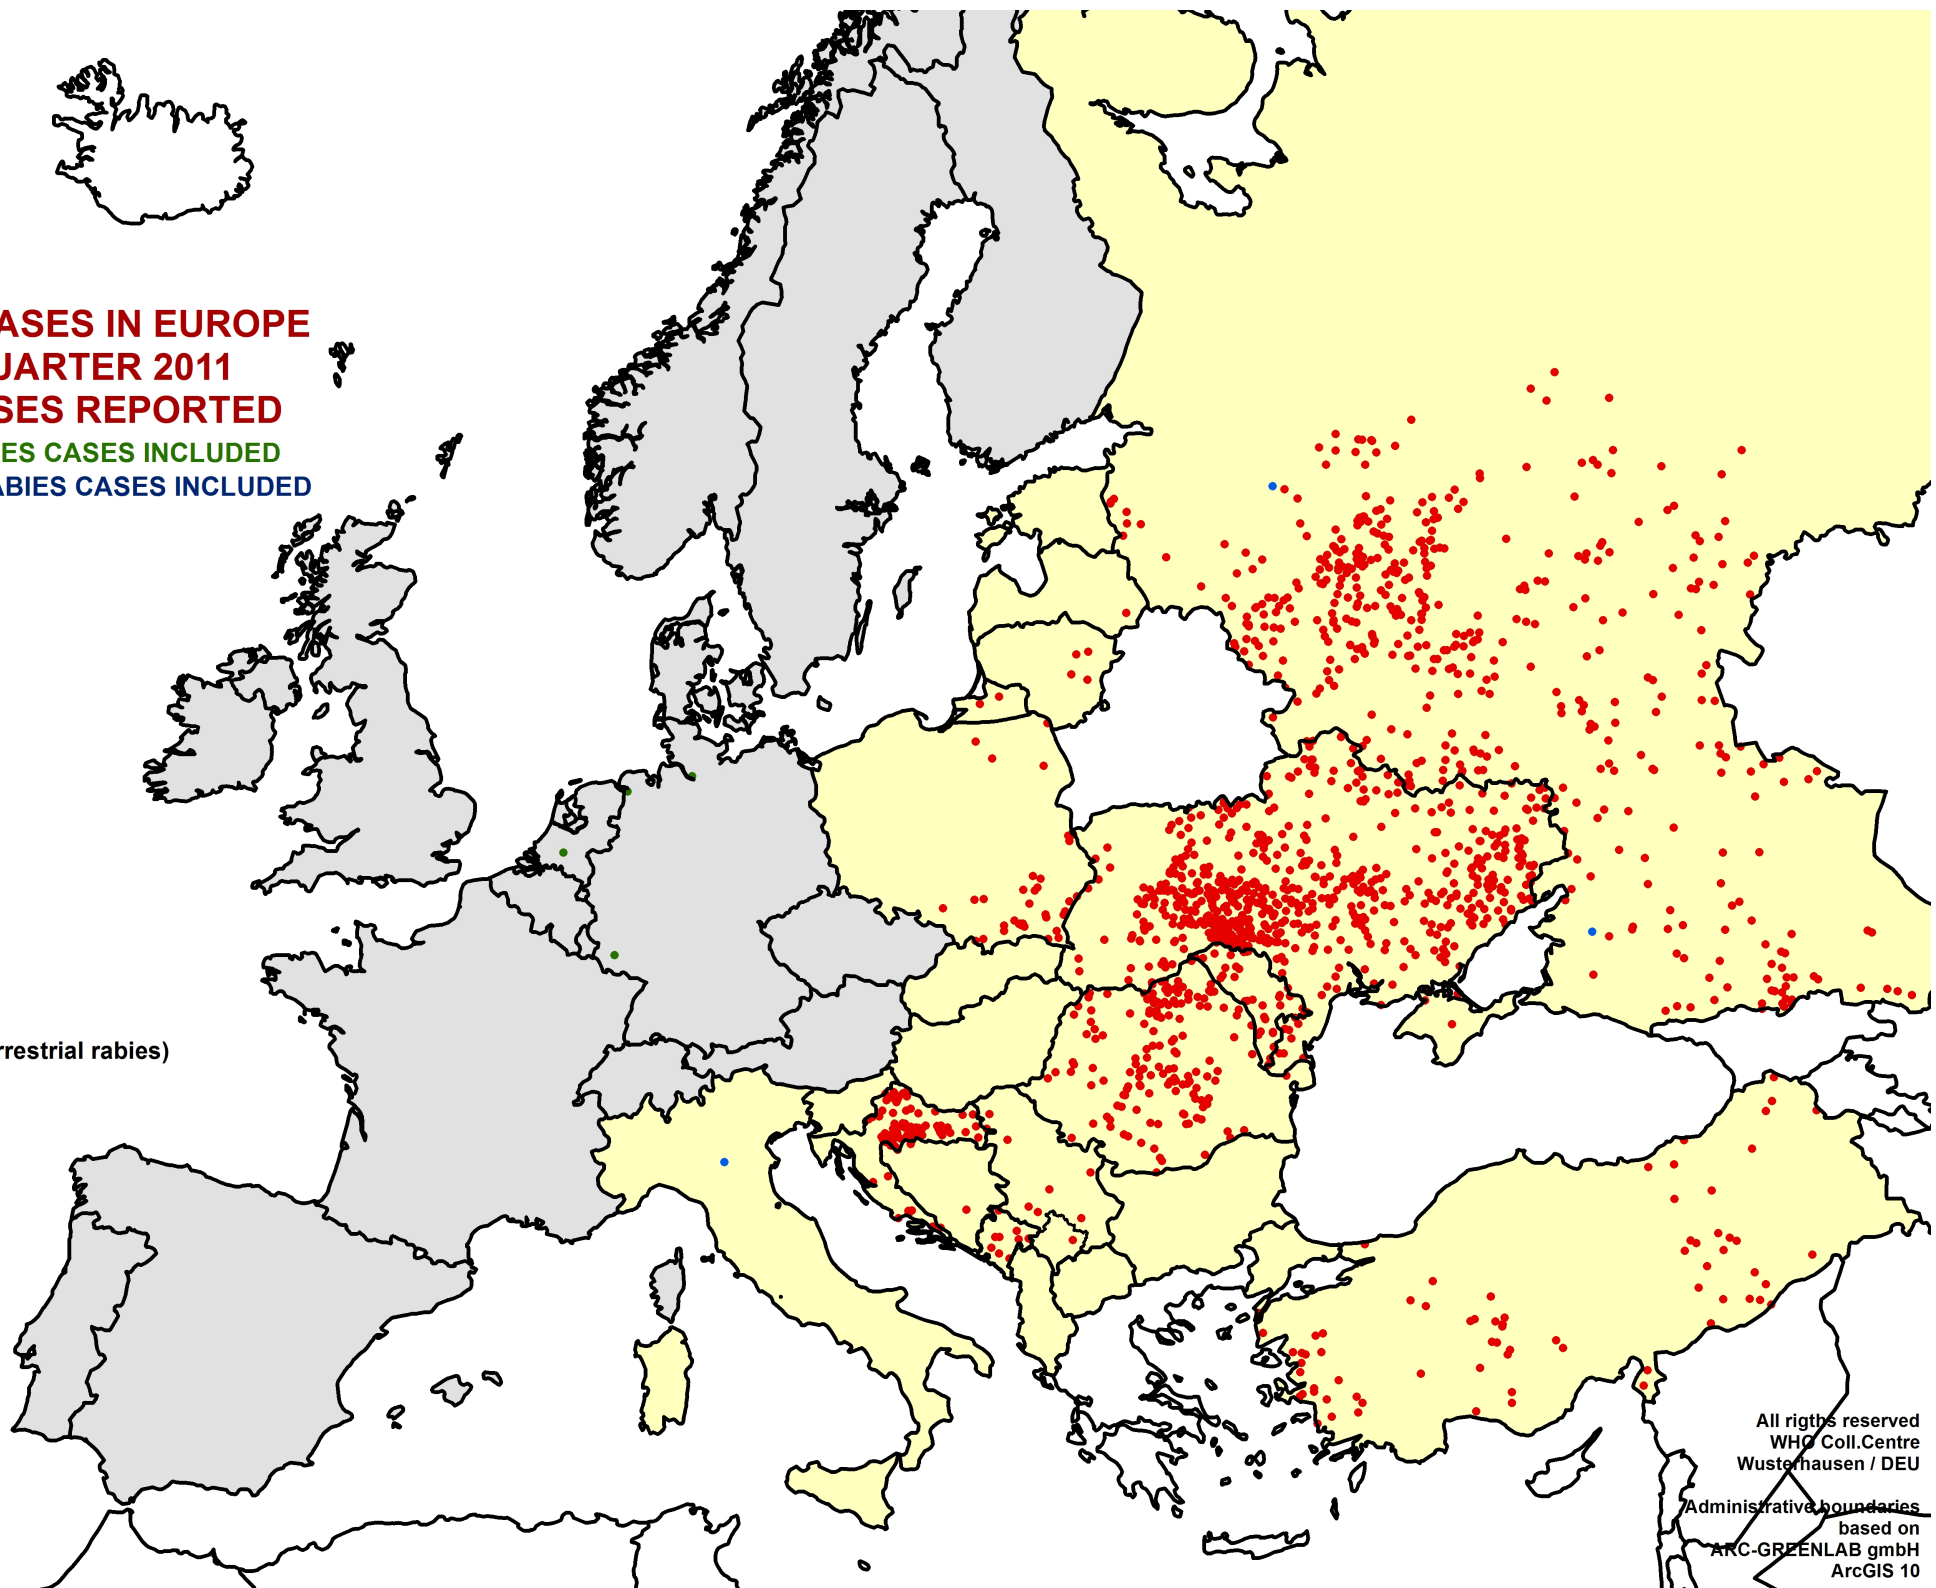 ASES IN EUROPE
UARTER 2011
SES REPORTED
ES CASES INCLUDED
ABIES CASES INCLUDED
rrestrial rabies)
All rigths reserved
WHO Coll.Centre
Wusterhausen / DEU
Administrative boundaries
based on
ARC-GREENLAB gmbH
ArcGIS 10